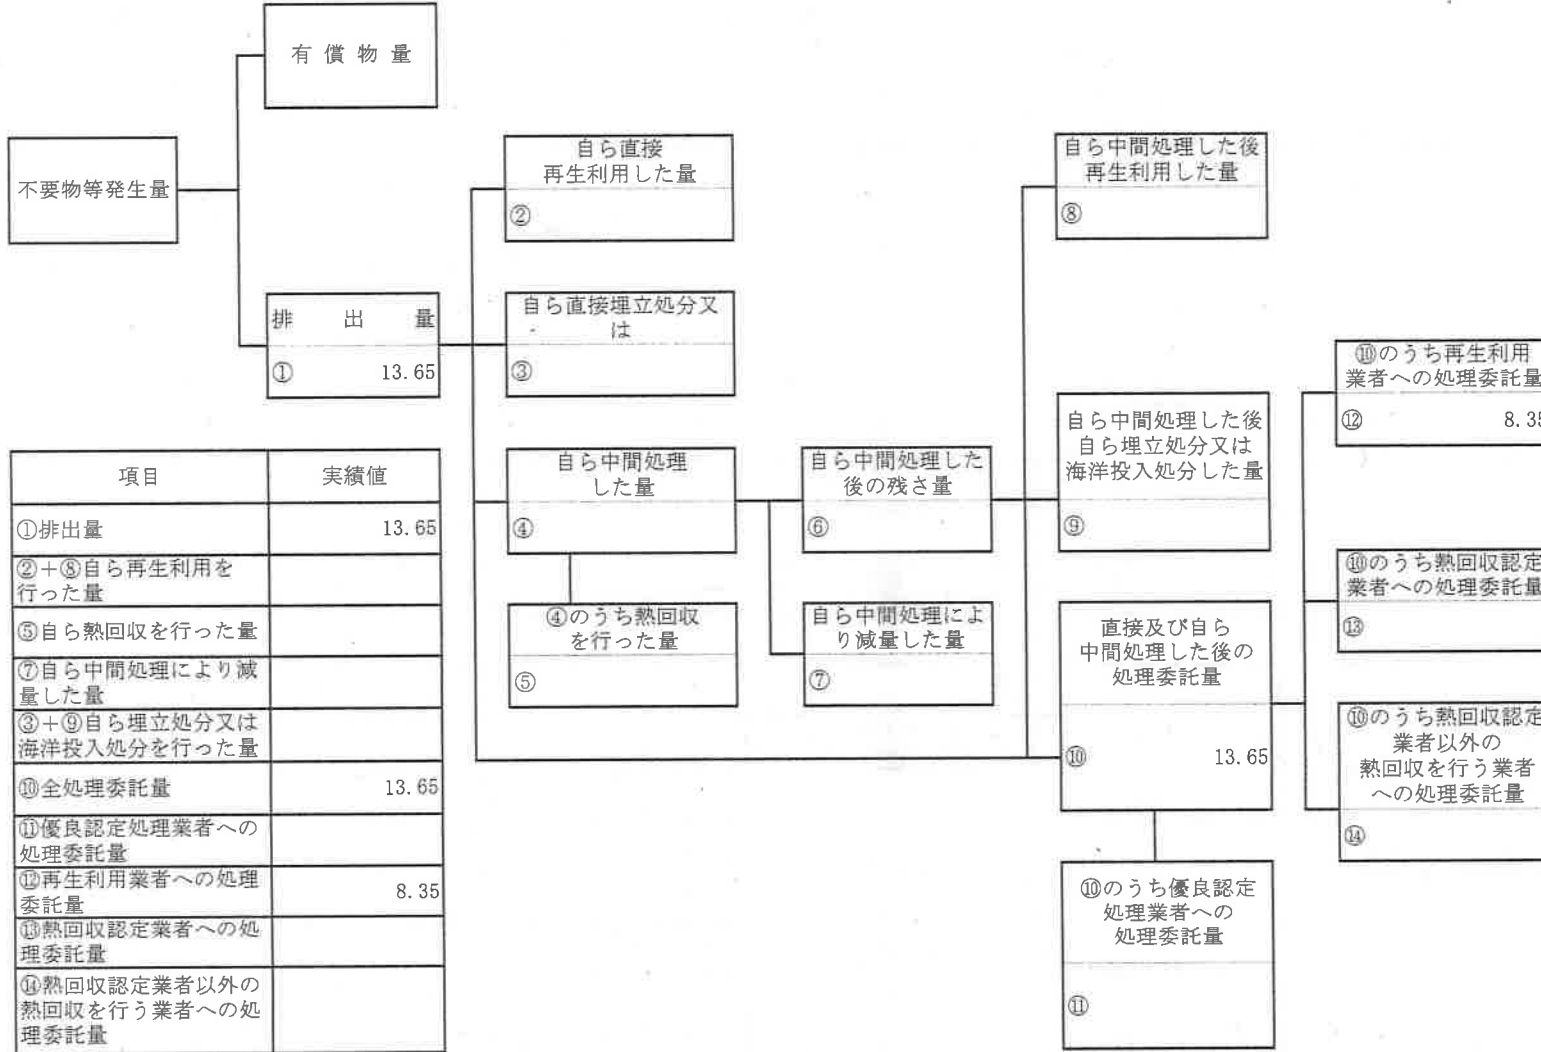 有償物量
不要物等発生量
排出量
① 13.65
自ら直接
再生利用した量
②
自ら直接埋立処分又
は
③
自ら中間処理
した量
④
④のうち熱回収
を行った量
⑤
自ら中間処理した
後の残さ量
⑥
自ら中間処理によ
り減量した量
⑦
自ら中間処理した後
再生利用した量
⑧
自ら中間処理した後
自ら埋立処分又は
海洋投入処分した量
⑨
直接及び自ら
中間処理した後の
処理委託量
⑩ 13.65
⑩のうち優良認定
処理業者への
処理委託量
⑪
⑩のうち再生利用
業者への処理委託量
⑫ 8.35
⑩のうち熱回収認定
業者への処理委託量
⑬
⑩のうち熱回収認定
業者以外の
熱回収を行う業者
への処理委託量
⑭
項目 実績値
①排出量 13.65
②+⑧自ら再生利用を
行った量
⑤自ら熱回収を行った量
⑦自ら中間処理により減
量した量
③+⑨自ら埋立処分又は
海洋投入処分を行った量
⑩全処理委託量 13.65
⑪優良認定処理業者への
処理委託量
⑫再生利用業者への処理
委託量 8.35
⑬熱回収認定業者への処
理委託量
⑭熱回収認定業者以外の
熱回収を行う業者への処
理委託量